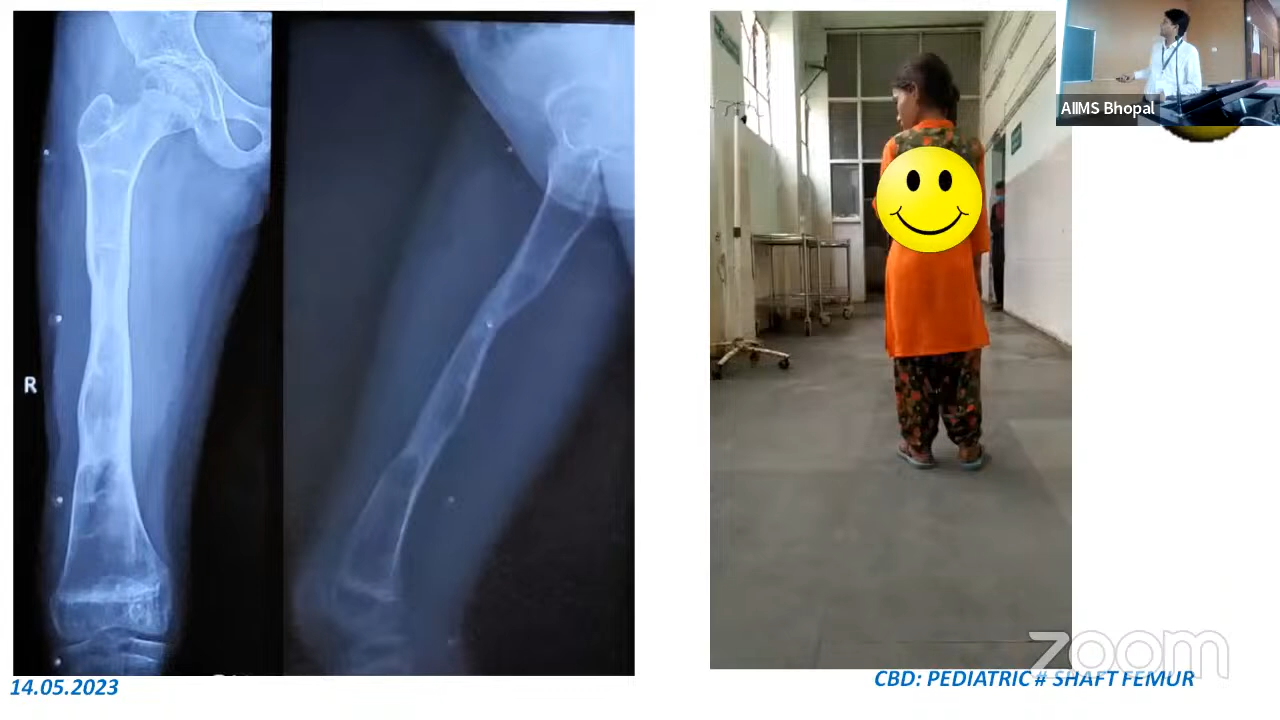 R
AIIMS Bhopal
14.05.2023
CBD: PEDIATRIC # SHAFT FEMUR
zoom